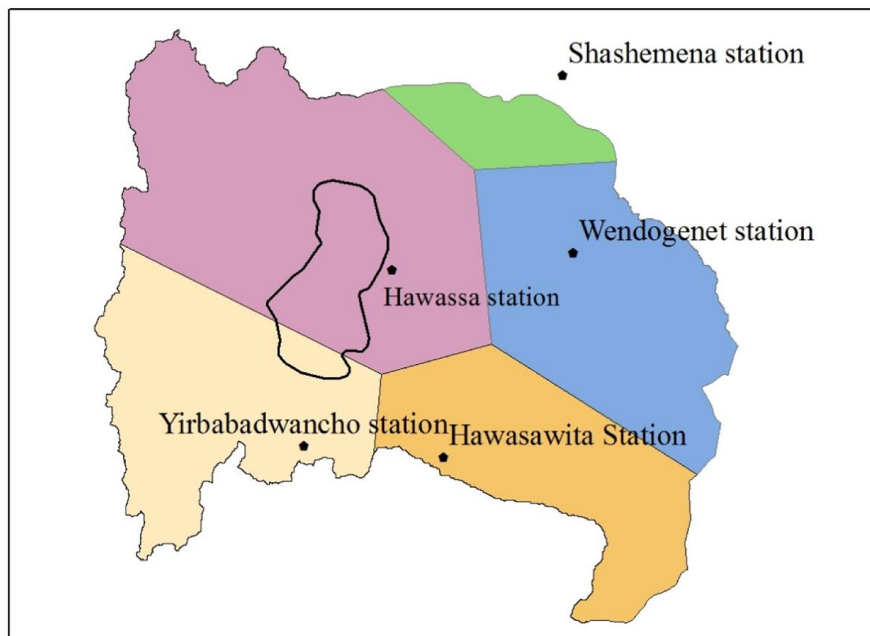 Shashemena station
Wendogenet station
Hawassa station
Yirbabadwancho station
Hawasawita Station